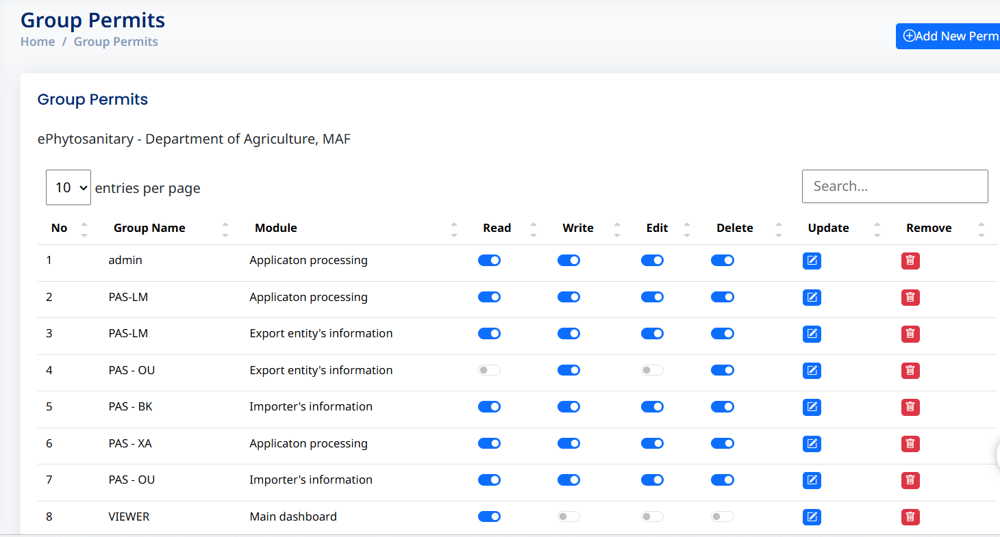 Group Permits
Home / Group Permits
Add New Perm
Group Permits
ePhytosanitary - Department of Agriculture, MAF
10 entries per page
Search...
No Group Name Module Read Write Edit Delete Update Remove
1 admin Applicaton processing
2 PAS-LM Applicaton processing
3 PAS-LM Export entity's information
4 PAS - OU Export entity's information
5 PAS - BK Importer's information
6 PAS - XA Applicaton processing
7 PAS - OU Importer's information
8 VIEWER Main dashboard